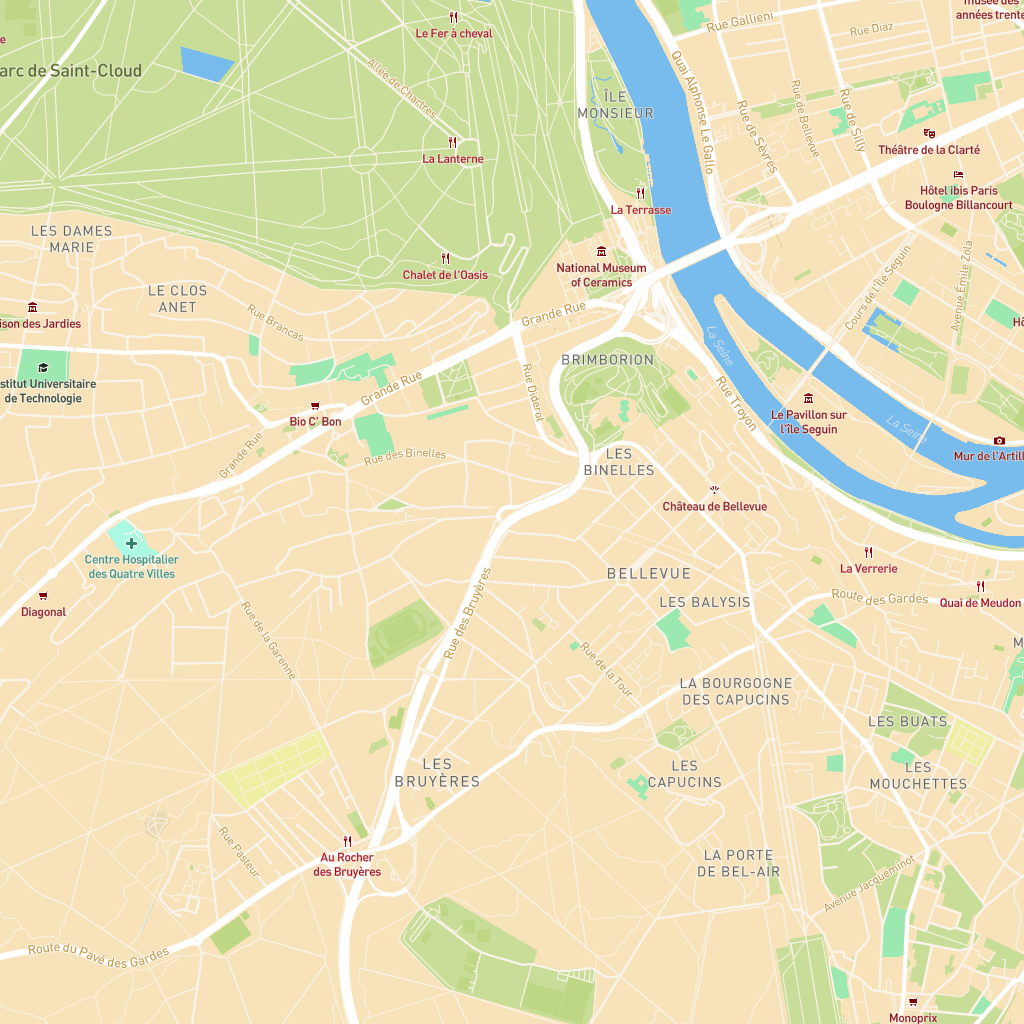 musée des
années trente
Rue Gallieni
Rue Diaz
Le Fer à cheval
arc de Saint-Cloud
Allée de Chartres
Quai Alphonse Le Gallo
Rue de Sèvres
Rue de Bellevue
Rue de Silly
ÎLE
MONSIEUR
Théâtre de la Clarté
La Lanterne
Hôtel ibis Paris
Boulogne Billancourt
La Terrasse
LES DAMES
MARIE
Chalet de l'Oasis
National Museum
of Ceramics
Cours de l'Île Seguin
Avenue Émile Zola
LE CLOS
ANET
Rue Brancas
Grande Rue
ison des Jardies
La Seine
BRIMBORION
Rue Diderot
Rue Troyon
stitut Universitaire
de Technologie
Grande Rue
Bio C' Bon
Le Pavillon sur
l'île Seguin
La Seine
Grande Rue
Rue des Binelles
LES
BINELLES
Mur de l'Artill
Château de Bellevue
Centre Hospitalier
des Quatre Villes
La Verrerie
BELLEVUE
Diagonal
Rue des Bruyères
LES BALYSIS
Route des Gardes
Quai de Meudon
Rue de la Garenne
Rue de la Tour
LA BOURGOGNE
DES CAPUCINS
LES BUATS
LES
BRUYÈRES
LES
CAPUCINS
LES
MOUCHETTES
Rue Pasteur
Au Rocher
des Bruyères
LA PORTE
DE BEL-AIR
Avenue Jacqueminot
Route du Pavé des Gardes
Monoprix